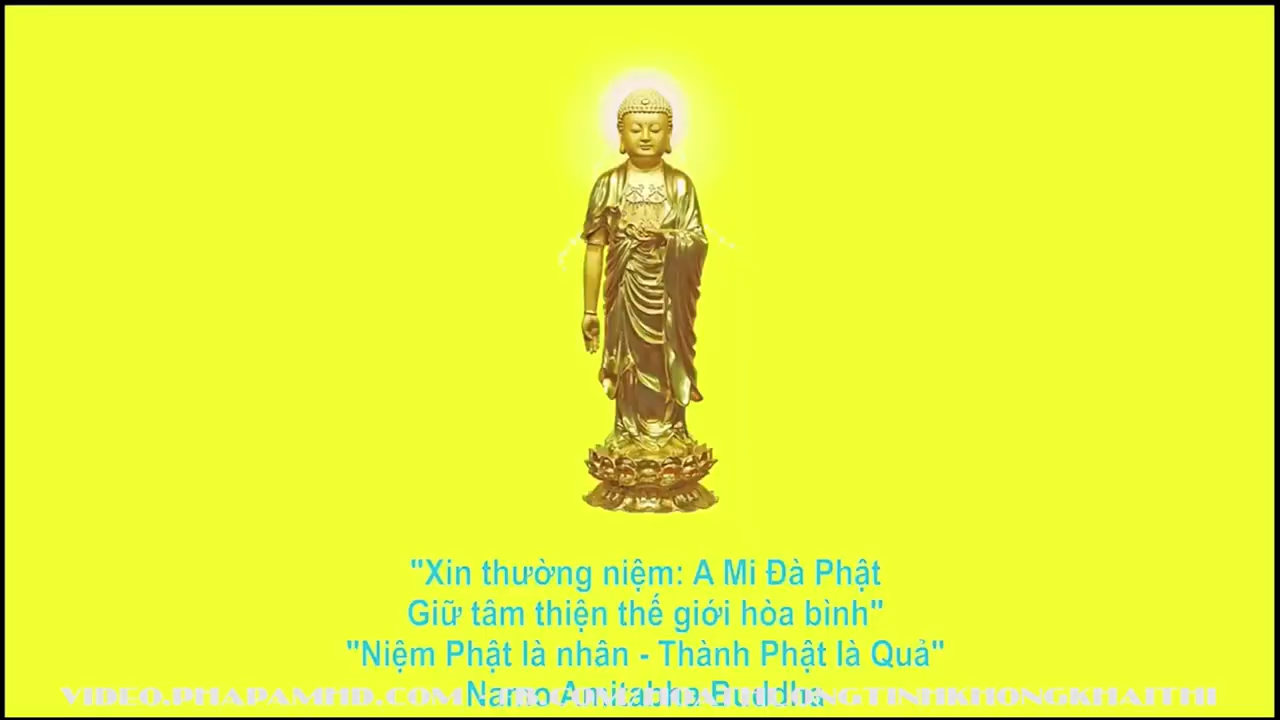 "Xin thường niệm: A Mi Đà Phật
Giữ tâm thiện thế giới hòa bình"
"Niệm Phật là nhân - Thành Phật là Quả"
Namo Amitabha Buddha
VIDEO.PHAPAMHD.COM